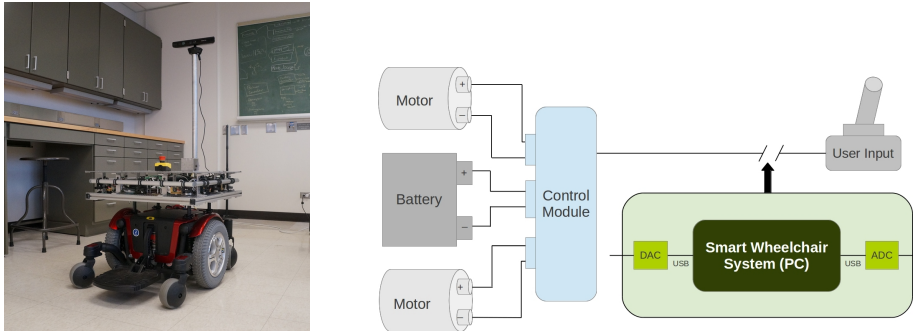 Motor
+
−
Battery
+
−
Motor
+
−
Control
Module
User Input
DAC
USB
Smart Wheelchair
System (PC)
USB
ADC